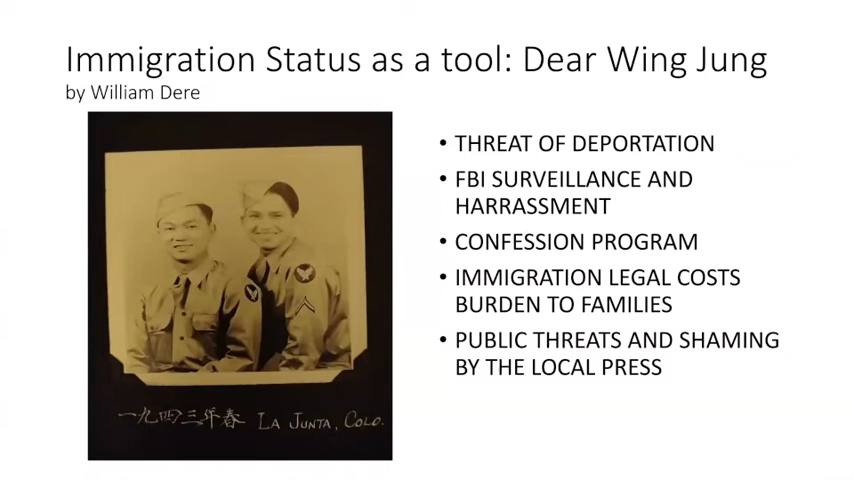 Immigration Status as a tool: Dear Wing Jung
by William Dere
• THREAT OF DEPORTATION
• FBI SURVEILLANCE AND
HARRASSMENT
• CONFESSION PROGRAM
• IMMIGRATION LEGAL COSTS
BURDEN TO FAMILIES
• PUBLIC THREATS AND SHAMING
BY THE LOCAL PRESS
一九四三年春 LA JUNTA, COLO.